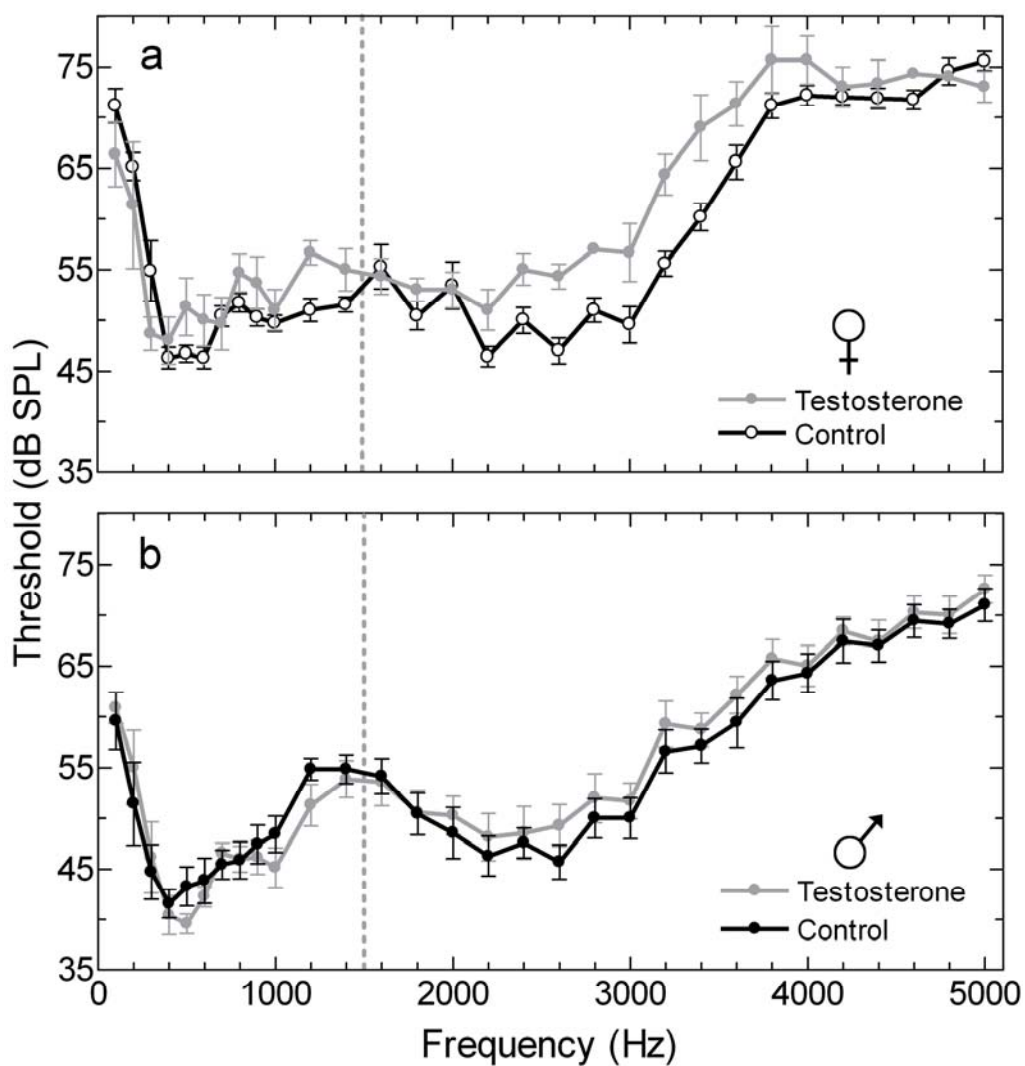 a
75
65
55
45
35
Testosterone
Control
Threshold (dB SPL)
b
75
65
55
45
35
Testosterone
Control
0 1000 2000 3000 4000 5000
Frequency (Hz)